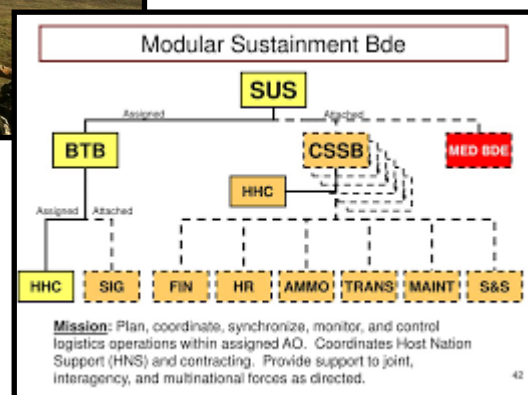 Modular Sustainment Bde
SUS
Assigned
Attached
BTB
CSSB
MED BDE
HHC
Assigned
Attached
HHC
SIG
FIN
HR
AMMO
TRANS
MAINT
S&S
Mission: Plan, coordinate, synchronize, monitor, and control
logistics operations within assigned AO.  Coordinates Host Nation
Support (HNS) and contracting.  Provide support to joint,
interagency, and multinational forces as directed.
42